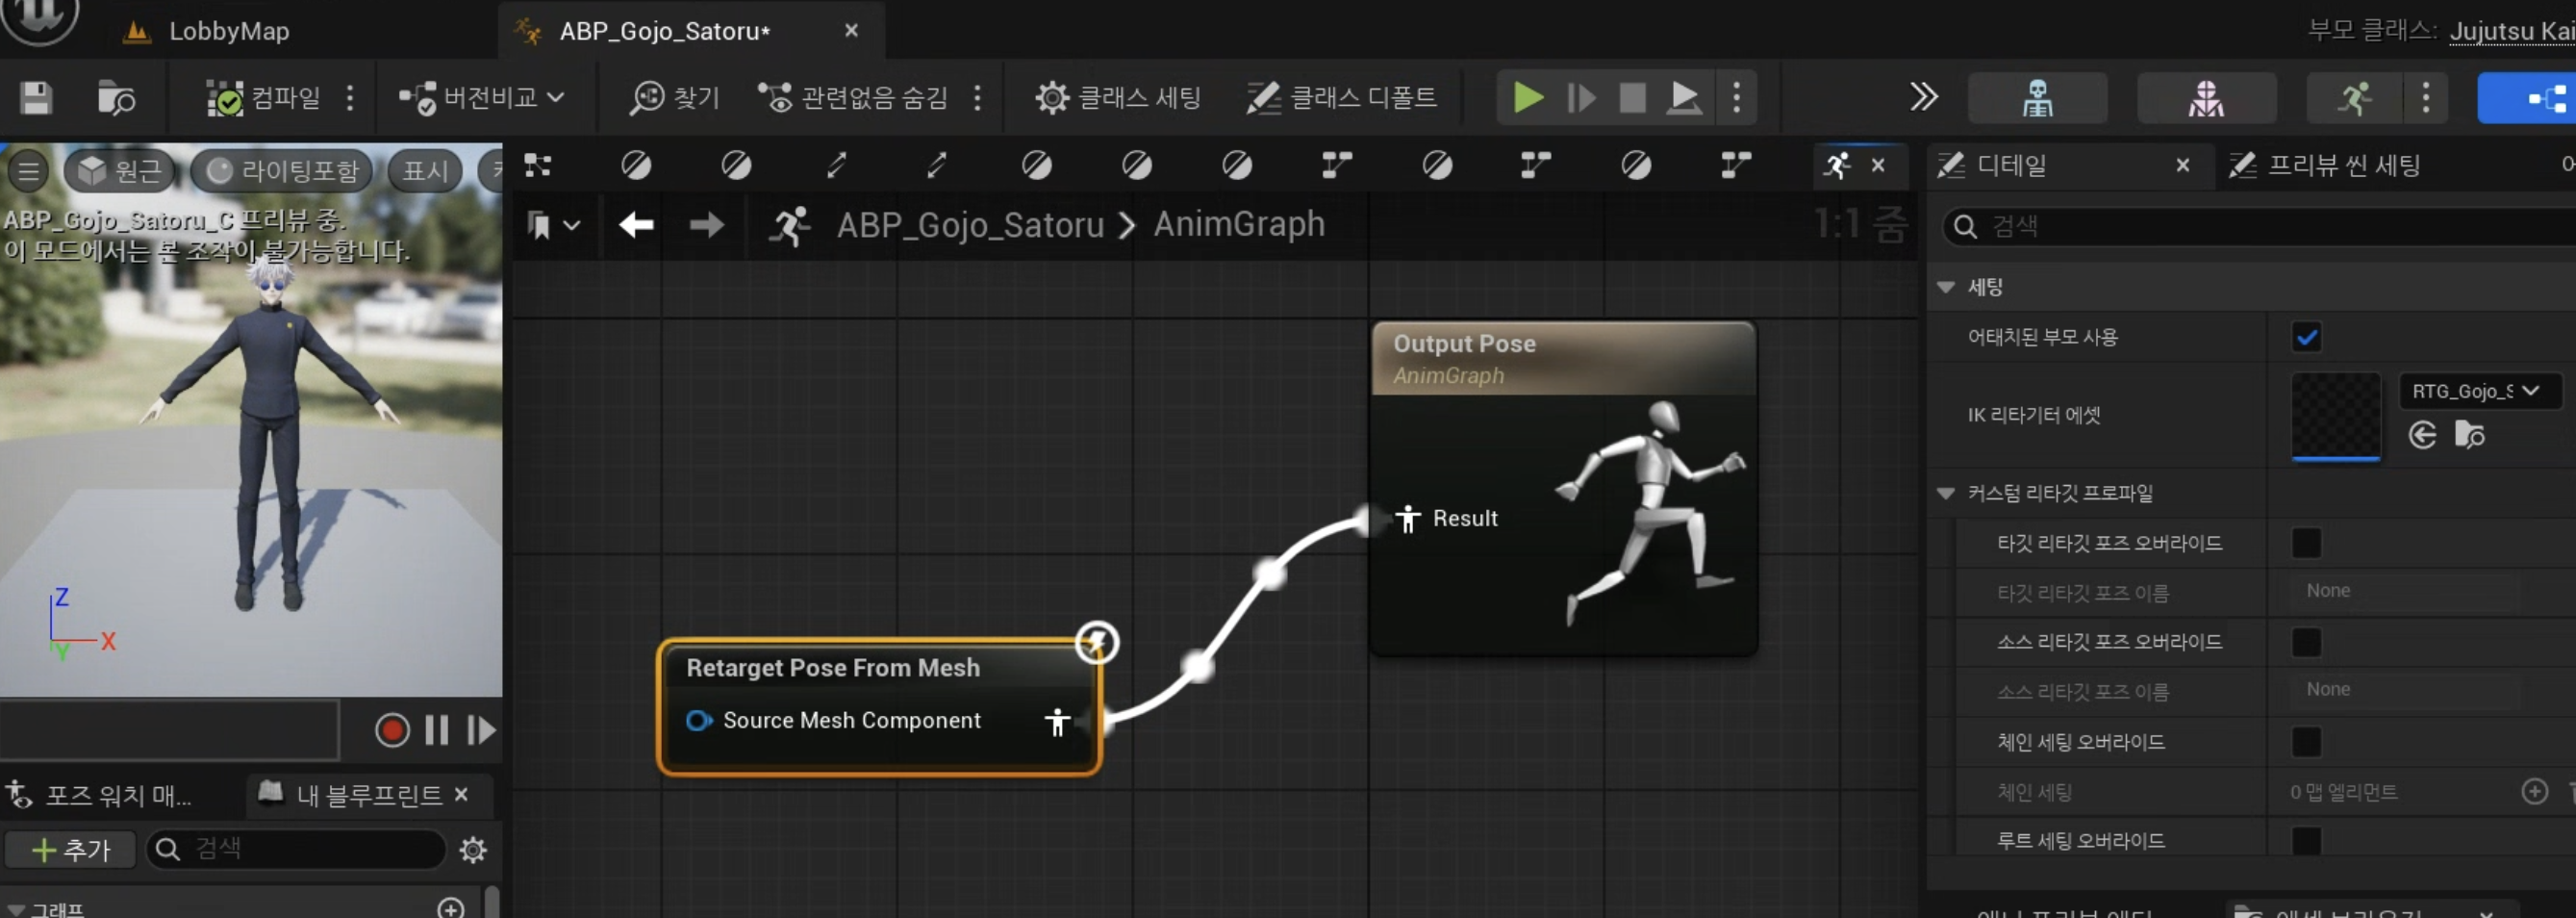 LobbyMap
ABP_Gojo_Satoru*
부모 클래스: Jujutsu Kai
컴파일
버전비교
찾기
관련없음 숨김
클래스 세팅
클래스 디폴트
원근
라이팅포함
표시
ABP_Gojo_Satoru_C 프리뷰 중.
이 모드에서는 본 조작이 불가능합니다.
Z
X
Y
포즈 워치 매...
내 블루프린트
추가
검색
그래프
ABP_Gojo_Satoru > AnimGraph
1:1 줌
Output Pose
AnimGraph
Result
Retarget Pose From Mesh
Source Mesh Component
디테일
프리뷰 씬 세팅
검색
세팅
어태치된 부모 사용
IK 리타기터 에셋
RTG_Gojo_S
커스텀 리타깃 프로파일
타깃 리타깃 포즈 오버라이드
타깃 리타깃 포즈 이름
None
소스 리타깃 포즈 오버라이드
소스 리타깃 포즈 이름
None
체인 세팅 오버라이드
체인 세팅
0 맵 엘리먼트
루트 세팅 오버라이드